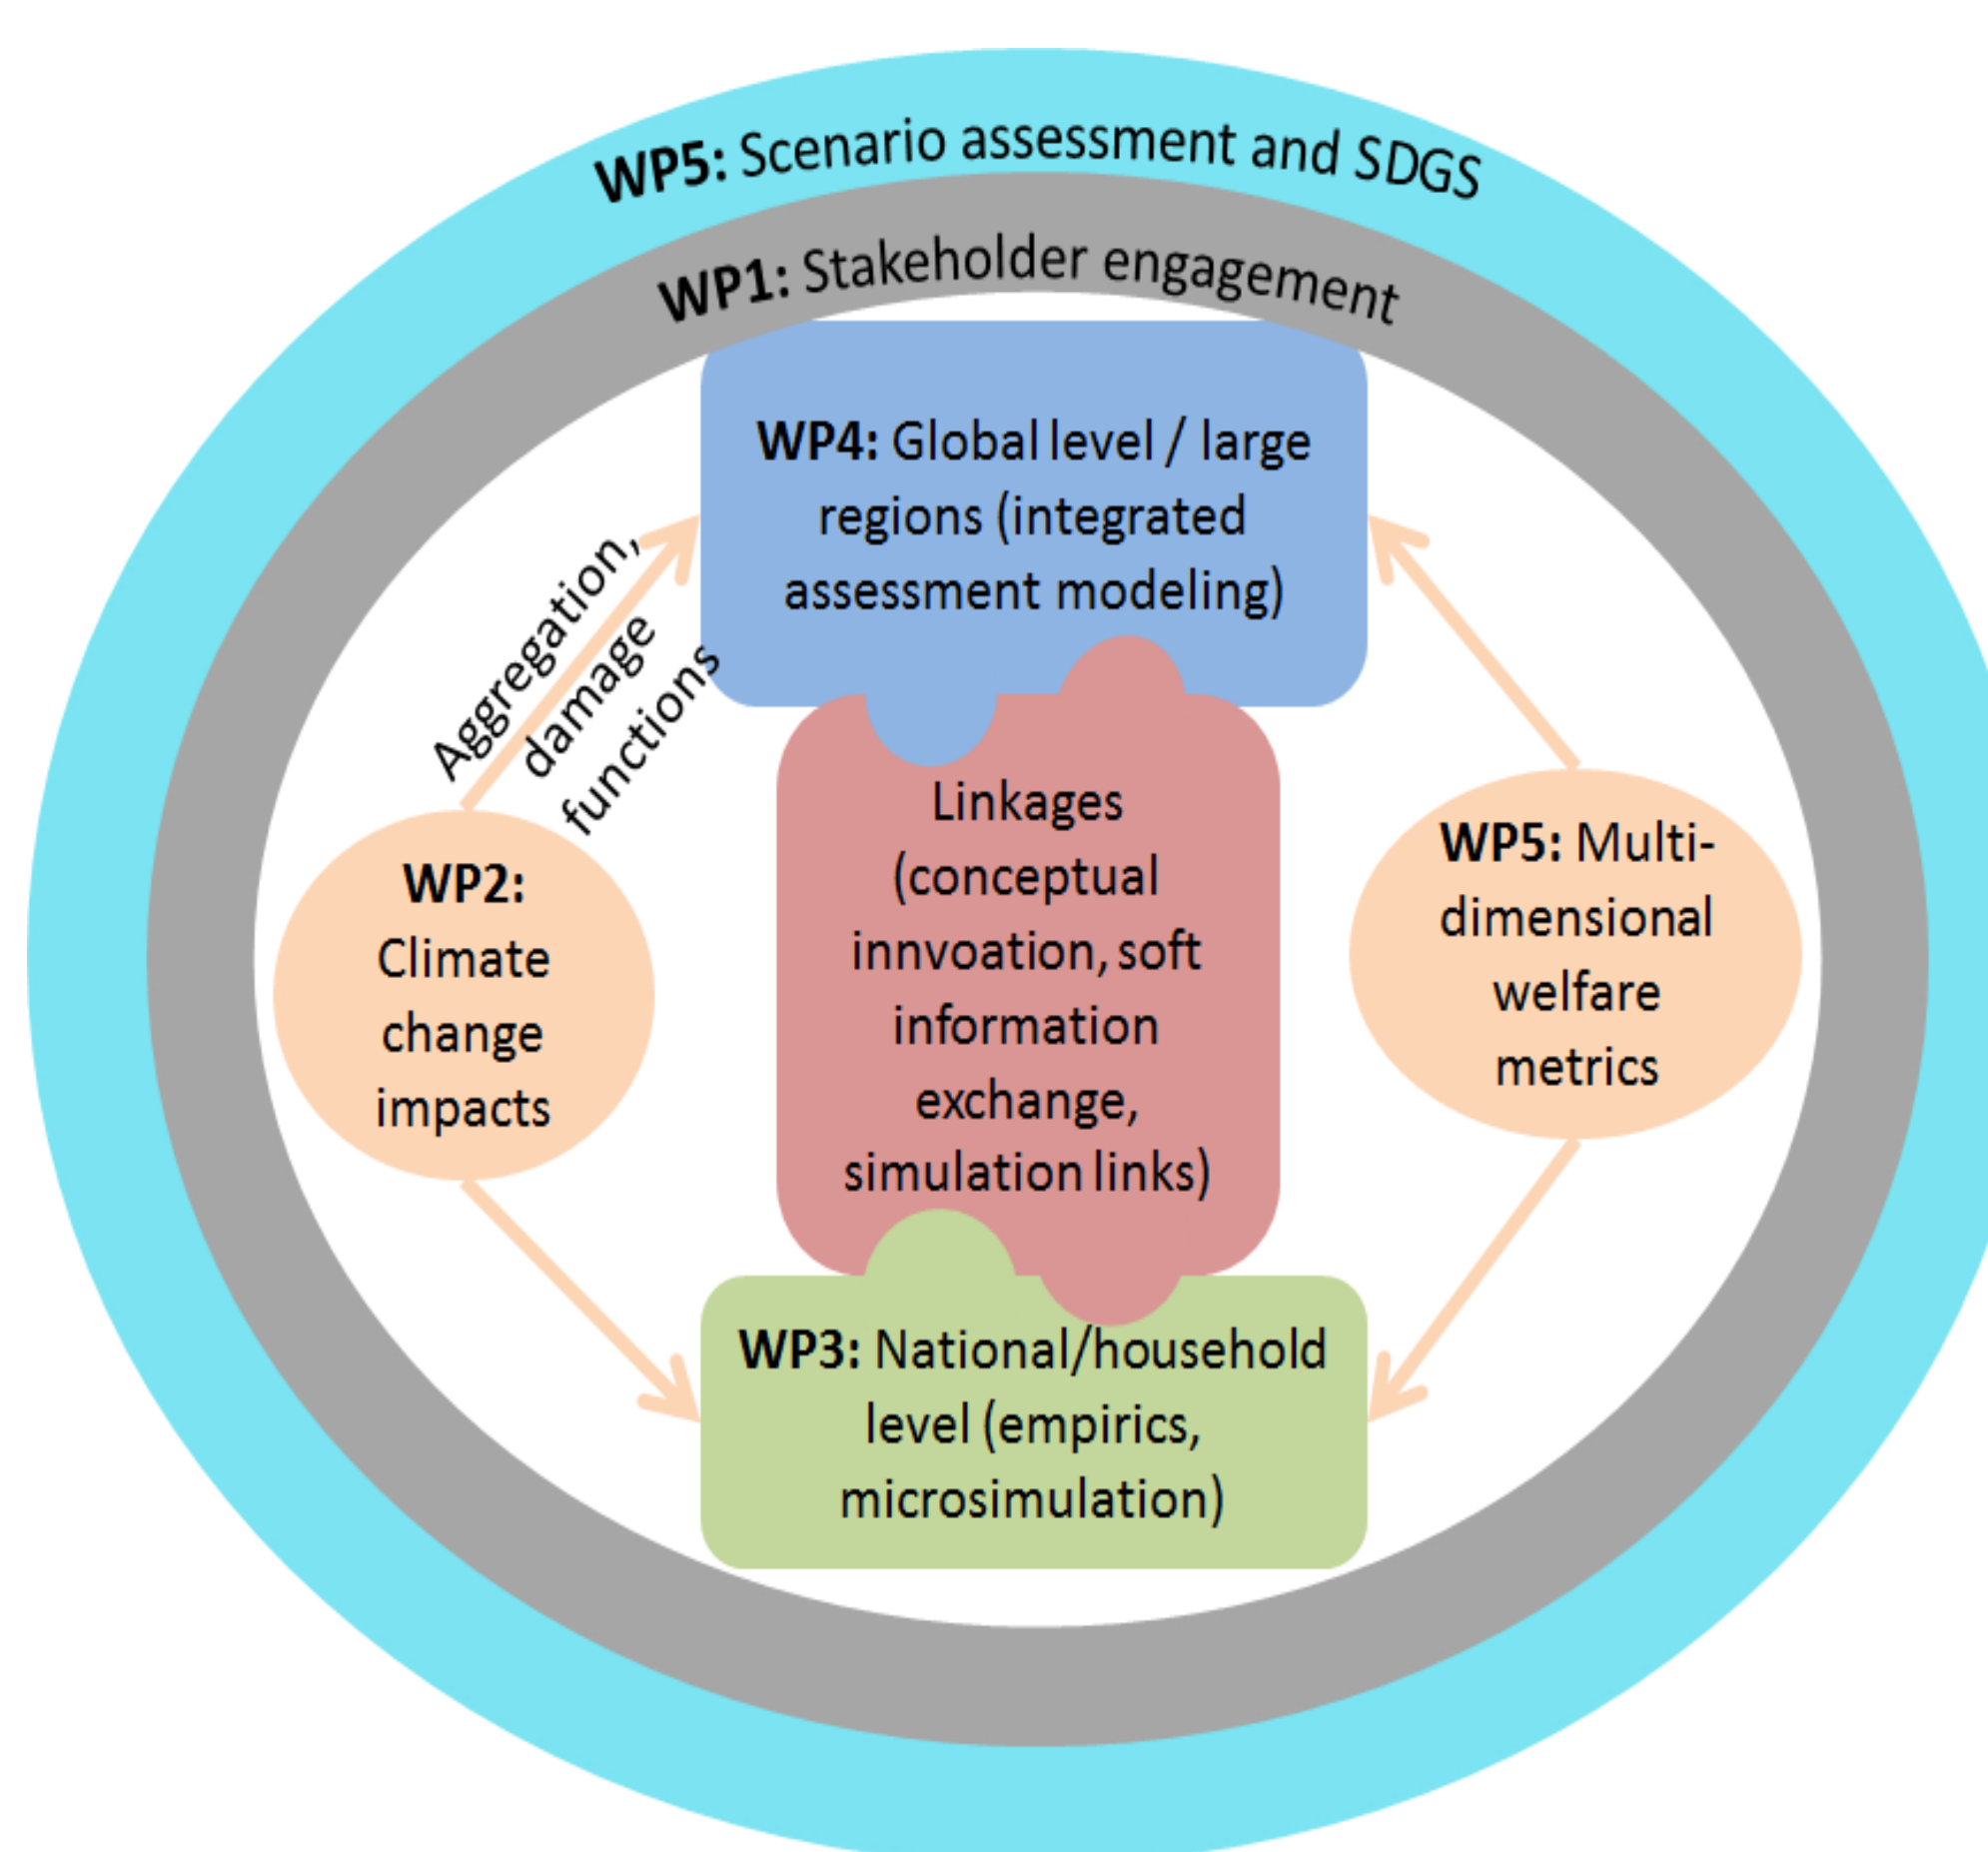 WP5: Scenario assessment and SDGS
WP1: Stakeholder engagement
WP4: Global level / large
regions (integrated
assessment modeling)
Aggregation,
damage
functions
Linkages
(conceptual
innvoation, soft
information
exchange,
simulation links)
WP2:
Climate
change
impacts
WP5: Multi-
dimensional
welfare
metrics
WP3: National/household
level (empirics,
microsimulation)